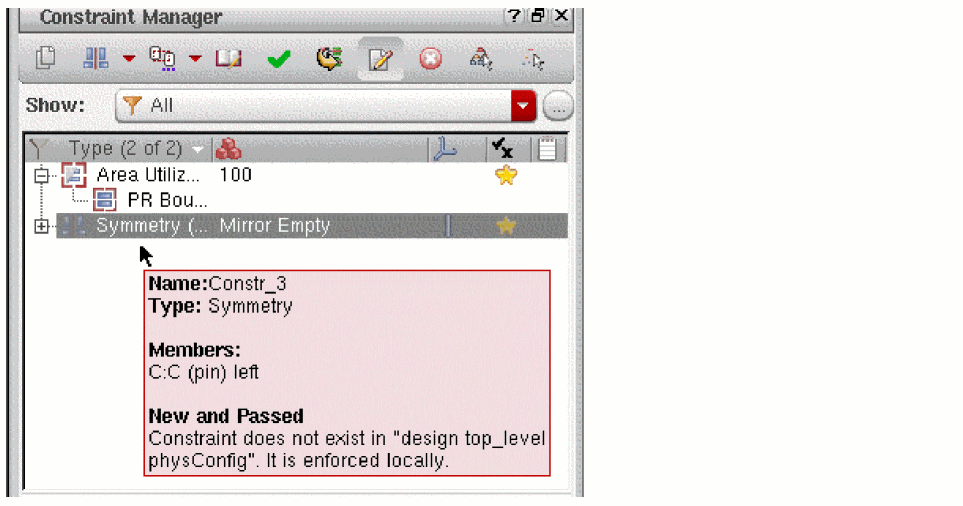 Constraint Manager
Show: All
Type (2 of 2)
Area Utiliz... 100
PR Bou...
Symmetry (... Mirror Empty
Name:Constr_3
Type: Symmetry
Members:
C:C (pin) left
New and Passed
Constraint does not exist in "design top_level
physConfig". It is enforced locally.